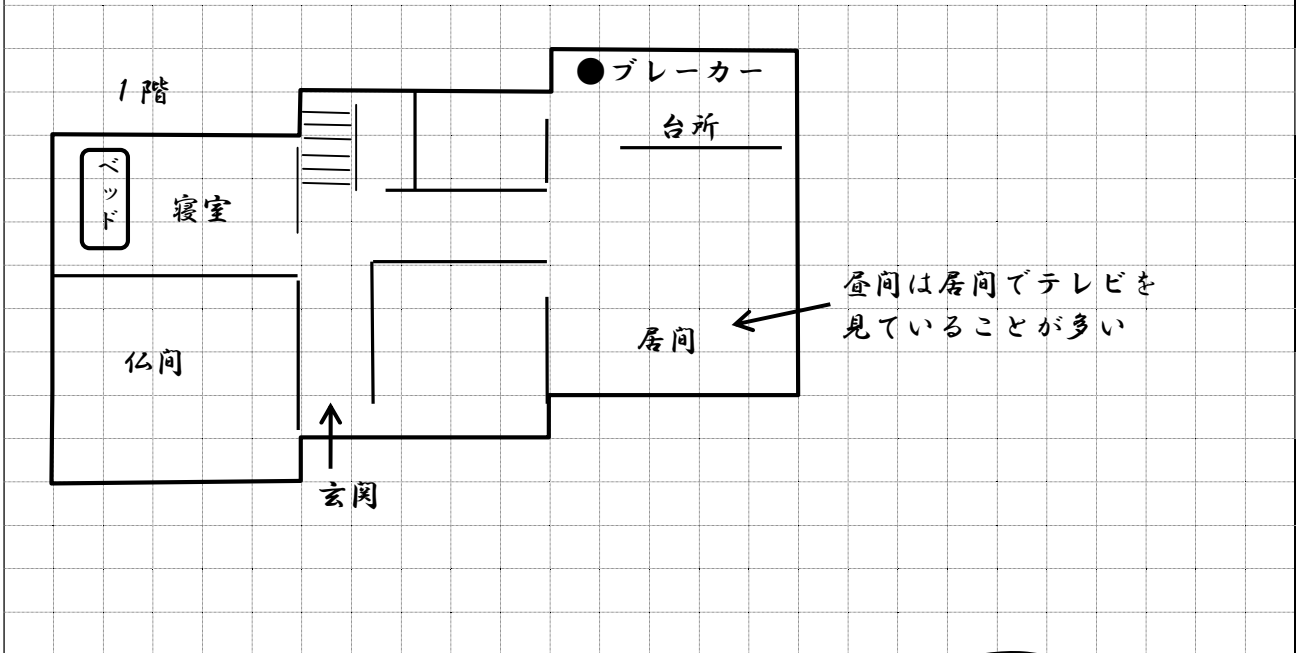 1階
ブレーカー
台所
ベッド
寝室
昼間は居間でテレビを
見ていることが多い
居間
仏間
玄関